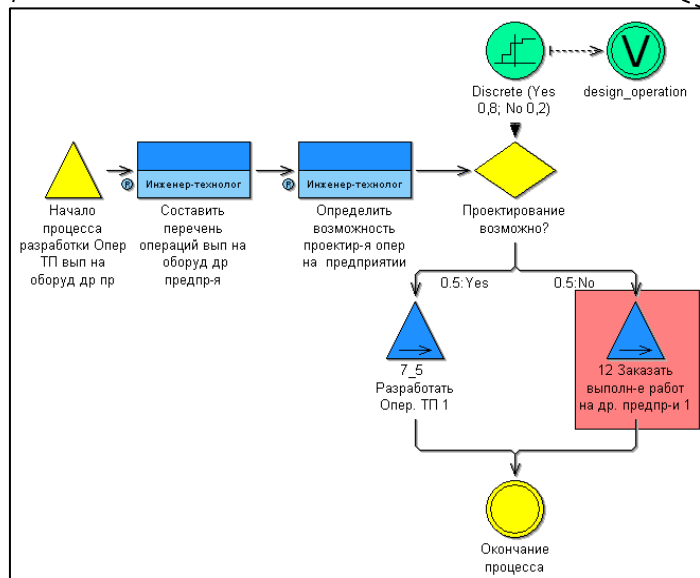 V
Discrete (Yes
0,8; No 0,2)
design_operation
Инженер-технолог
Инженер-технолог
Начало
процесса
разработки Опер
ТП вып на
оборуд др пр
Составить
перечень
операций вып на
оборуд др
предпр-я
Определить
возможность
проектир-я опер
на предприятии
Проектирование
возможно?
0.5:Yes
0.5:No
7_5
Разработать
Опер. ТП 1
12 Заказать
выполн-е работ
на др. предпр-и 1
Окончание
процесса